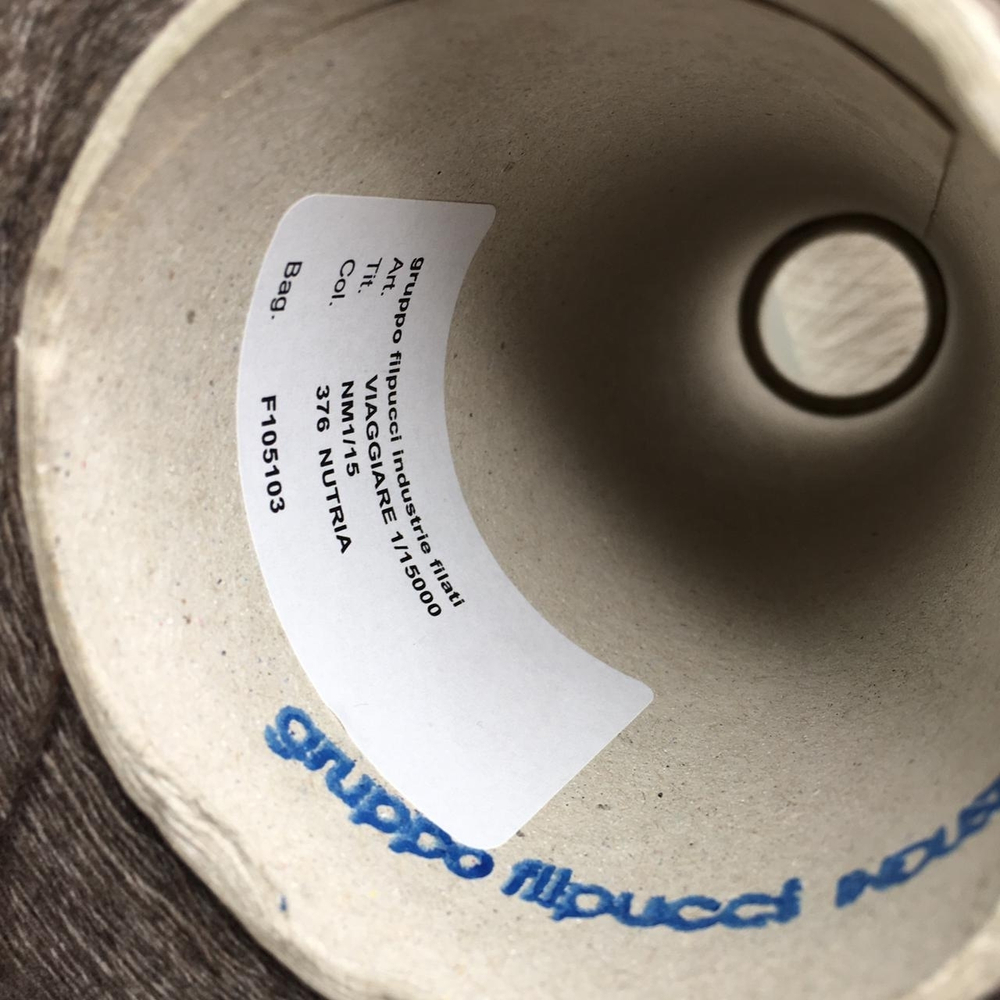 gruppo filpucci industrie filati
Art. VIAGGIARE 1/15000
Tit. NM1/15
Col. 376 NUTRIA
Bag. F105103
gruppo filpucci